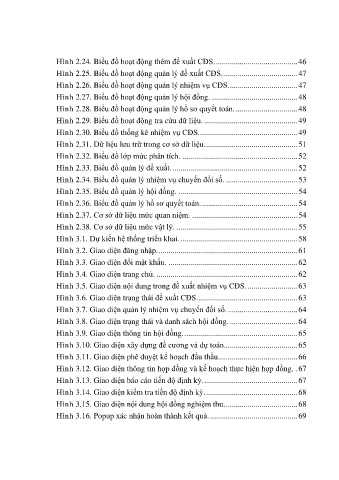 Hình 2.24. Biểu đồ hoạt động thêm đề xuất CĐS. ..................................... 46
Hình 2.25. Biểu đồ hoạt động quản lý đề xuất CĐS. ................................. 47
Hình 2.26. Biểu đồ hoạt động quản lý nhiệm vụ CĐS. .............................. 47
Hình 2.27. Biểu đồ hoạt động quản lý hội đồng. ....................................... 48
Hình 2.28. Biểu đồ hoạt động quản lý hồ sơ quyết toán. ........................... 48
Hình 2.29. Biểu đồ hoạt động tra cứu dữ liệu. .......................................... 49
Hình 2.30. Biểu đồ thống kê nhiệm vụ CĐS. ............................................ 49
Hình 2.31. Dữ liệu lưu trữ trong cơ sở dữ liệu. ......................................... 51
Hình 2.32. Biểu đồ lớp mức phân tích. ..................................................... 52
Hình 2.33. Biểu đồ quản lý đề xuất. ......................................................... 52
Hình 2.34. Biểu đồ quản lý nhiệm vụ chuyển đổi số. ................................ 53
Hình 2.35. Biểu đồ quản lý hội đồng. ....................................................... 54
Hình 2.36. Biểu đồ quản lý hồ sơ quyết toán. ........................................... 54
Hình 2.37. Cơ sở dữ liệu mức quan niệm. ................................................ 54
Hình 2.38. Cơ sở dữ liệu mức vật lý. ........................................................ 55
Hình 3.1. Dự kiến hệ thống triển khai. ...................................................... 58
Hình 3.2. Giao diện đăng nhập. ................................................................ 61
Hình 3.3. Giao diện đổi mật khẩu. ............................................................ 62
Hình 3.4. Giao diện trang chủ. ................................................................. 62
Hình 3.5. Giao diện nội dung trong đề xuất nhiệm vụ CĐS. ...................... 63
Hình 3.6. Giao diện trạng thái đề xuất CĐS. ............................................. 63
Hình 3.7. Giao diện quản lý nhiệm vụ chuyển đổi số. ............................... 64
Hình 3.8. Giao diện trạng thái và danh sách hội đồng. .............................. 64
Hình 3.9. Giao diện thông tin hội đồng. .................................................... 65
Hình 3.10. Giao diện xây dựng đề cương và dự toán. ................................ 65
Hình 3.11. Giao diện phê duyệt kế hoạch đấu thầu. ................................... 66
Hình 3.12. Giao diện thông tin hợp đồng và kế hoạch thực hiện hợp đồng. .. 67
Hình 3.13. Giao diện báo cáo tiến độ định kỳ. .......................................... 67
Hình 3.14. Giao diện kiểm tra tiến độ định kỳ. ......................................... 68
Hình 3.15. Giao diện nội dung hội đồng nghiệm thu. ................................ 68
Hình 3.16. Popup xác nhận hoàn thành kết quả. ........................................ 69